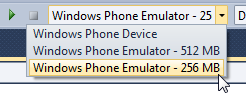 Windows Phone Emulator - 25
Windows Phone Device
Windows Phone Emulator - 512 MB
Windows Phone Emulator - 256 MB